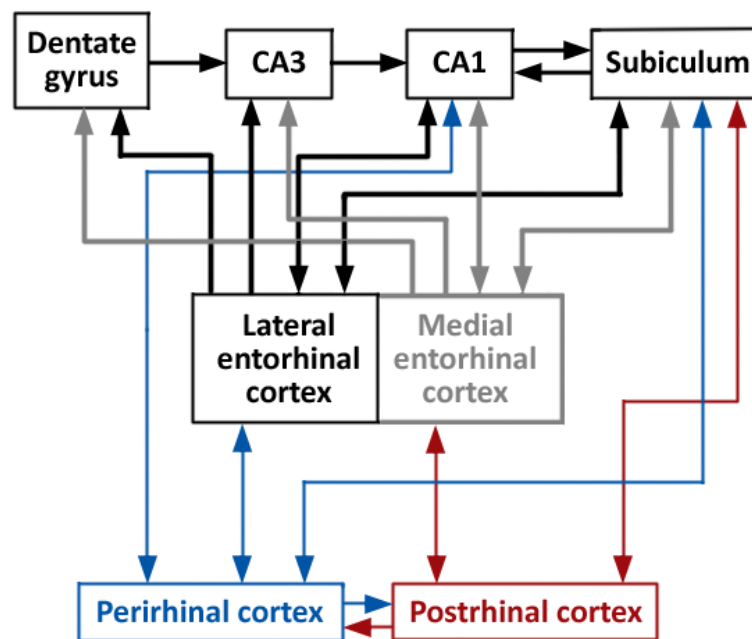 Dentate
gyrus
CA3
CA1
Subiculum
Lateral
entorhinal
cortex
Medial
entorhinal
cortex
Perirhinal cortex
Postrhinal cortex